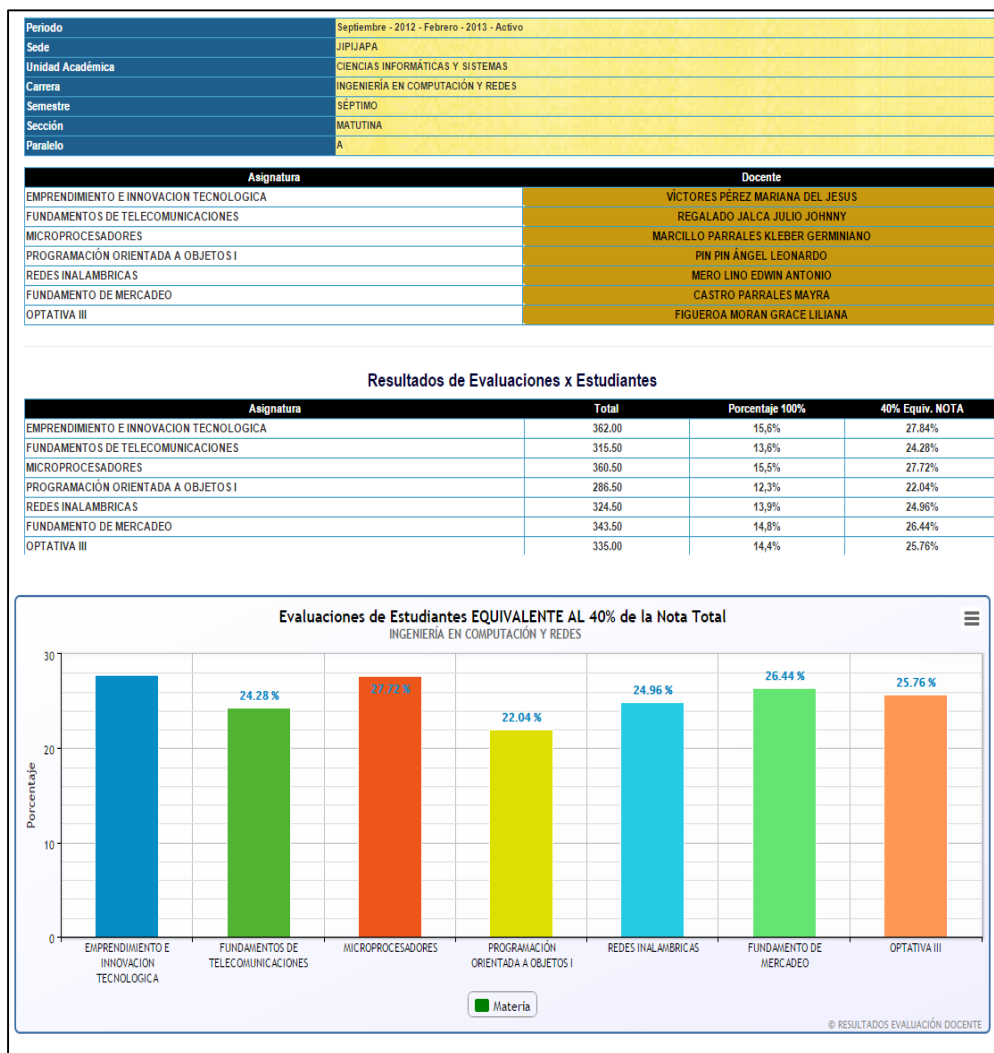 Periodo Septiembre - 2012 - Febrero - 2013 - Activo
Sede JIPIJAPA
Unidad Académica CIENCIAS INFORMÁTICAS Y SISTEMAS
Carrera INGENIERÍA EN COMPUTACIÓN Y REDES
Semestre SÉPTIMO
Sección MATUTINA
Paralelo A
Asignatura Docente
EMPRENDIMIENTO E INNOVACION TECNOLOGICA VÍCTORES PÉREZ MARIANA DEL JESUS
FUNDAMENTOS DE TELECOMUNICACIONES REGALADO JALCA JULIO JOHNNY
MICROPROCESADORES MARCILLO PARRALES KLEBER GERMINIANO
PROGRAMACIÓN ORIENTADA A OBJETOS I PIN PIN ÁNGEL LEONARDO
REDES INALAMBRICAS MERO LINO EDWIN ANTONIO
FUNDAMENTO DE MERCADEO CASTRO PARRALES MAYRA
OPTATIVA III FIGUEROA MORAN GRACE LILIANA
Resultados de Evaluaciones x Estudiantes
Asignatura Total Porcentaje 100% 40% Equiv. NOTA
EMPRENDIMIENTO E INNOVACION TECNOLOGICA 362.00 15,6% 27.84%
FUNDAMENTOS DE TELECOMUNICACIONES 315.50 13,6% 24.28%
MICROPROCESADORES 360.50 15,5% 27.72%
PROGRAMACIÓN ORIENTADA A OBJETOS I 286.50 12,3% 22.04%
REDES INALAMBRICAS 324.50 13,9% 24.96%
FUNDAMENTO DE MERCADEO 343.50 14,8% 26.44%
OPTATIVA III 335.00 14,4% 25.76%
Evaluaciones de Estudiantes EQUIVALENTE AL 40% de la Nota Total
INGENIERÍA EN COMPUTACIÓN Y REDES
30
24.28 % 27.72 % 22.04 % 24.96 % 26.44 % 25.76 %
20
Porcentaje
10
0
EMPRENDIMIENTO E FUNDAMENTOS DE MICROPROCESADORES PROGRAMACIÓN REDES INALAMBRICAS FUNDAMENTO DE OPTATIVA III
INNOVACION TELECOMUNICACIONES ORIENTADA A OBJETOS I MERCADEO
TECNOLOGICA
Materia
© RESULTADOS EVALUACIÓN DOCENTE